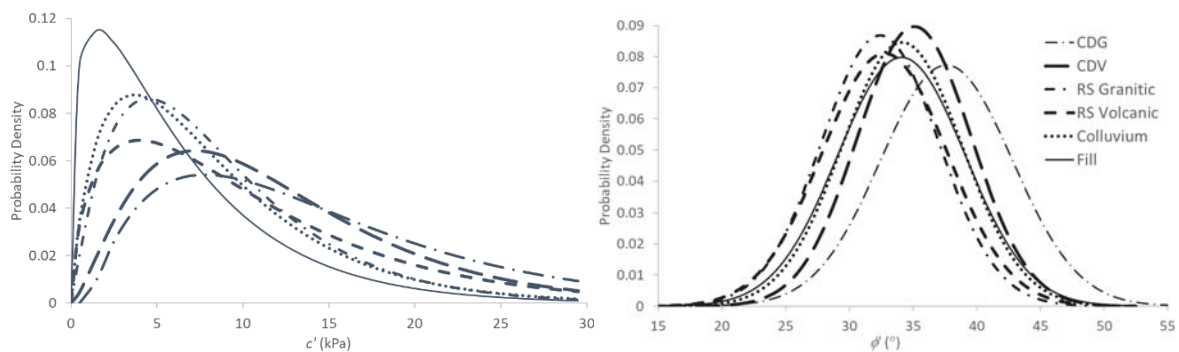 Probability Density
0.12
0.1
0.08
0.06
0.04
0.02
0
0 5 10 15 20 25 30
c′ (kPa)
Probability Density
0.09
0.08
0.07
0.06
0.05
0.04
0.03
0.02
0.01
0
15 20 25 30 35 40 45 50 55
ϕ′ (°)
CDG
CDV
RS Granitic
RS Volcanic
Colluvium
Fill